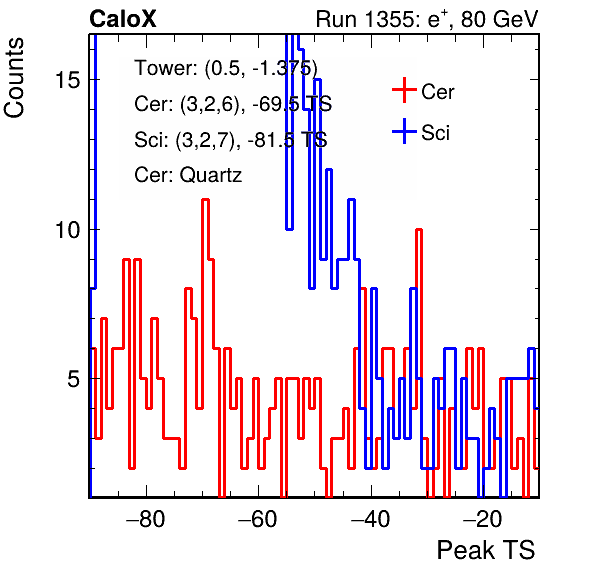 CaloX
Run 1355: e⁺, 80 GeV
Counts
Tower: (0.5, -1.375)
Cer: (3,2,6), -69.5 TS
Sci: (3,2,7), -81.5 TS
Cer: Quartz
Cer
Sci
15
10
5
−80 −60 −40 −20
Peak TS